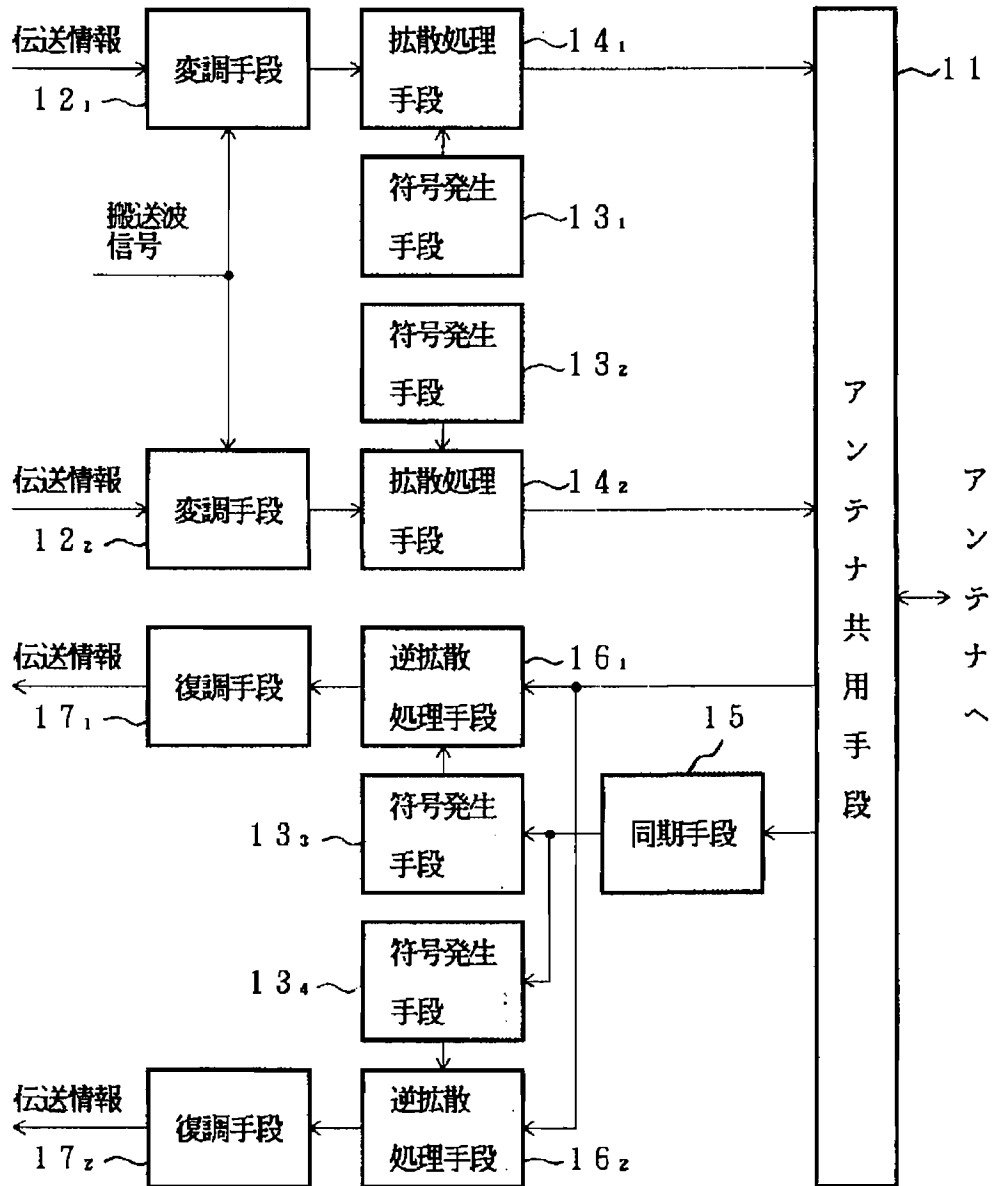 伝送情報
変調手段
拡散処理
手段
14₁
11
12₁
符号発生
手段
13₁
搬送波
信号
符号発生
手段
13₂
伝送情報
変調手段
拡散処理
手段
14₂
12₂
アンテナ共用手段
アンテナへ
伝送情報
復調手段
逆拡散
処理手段
16₁
17₁
15
符号発生
手段
13₃
同期手段
符号発生
手段
13₄
伝送情報
復調手段
逆拡散
処理手段
16₂
17₂